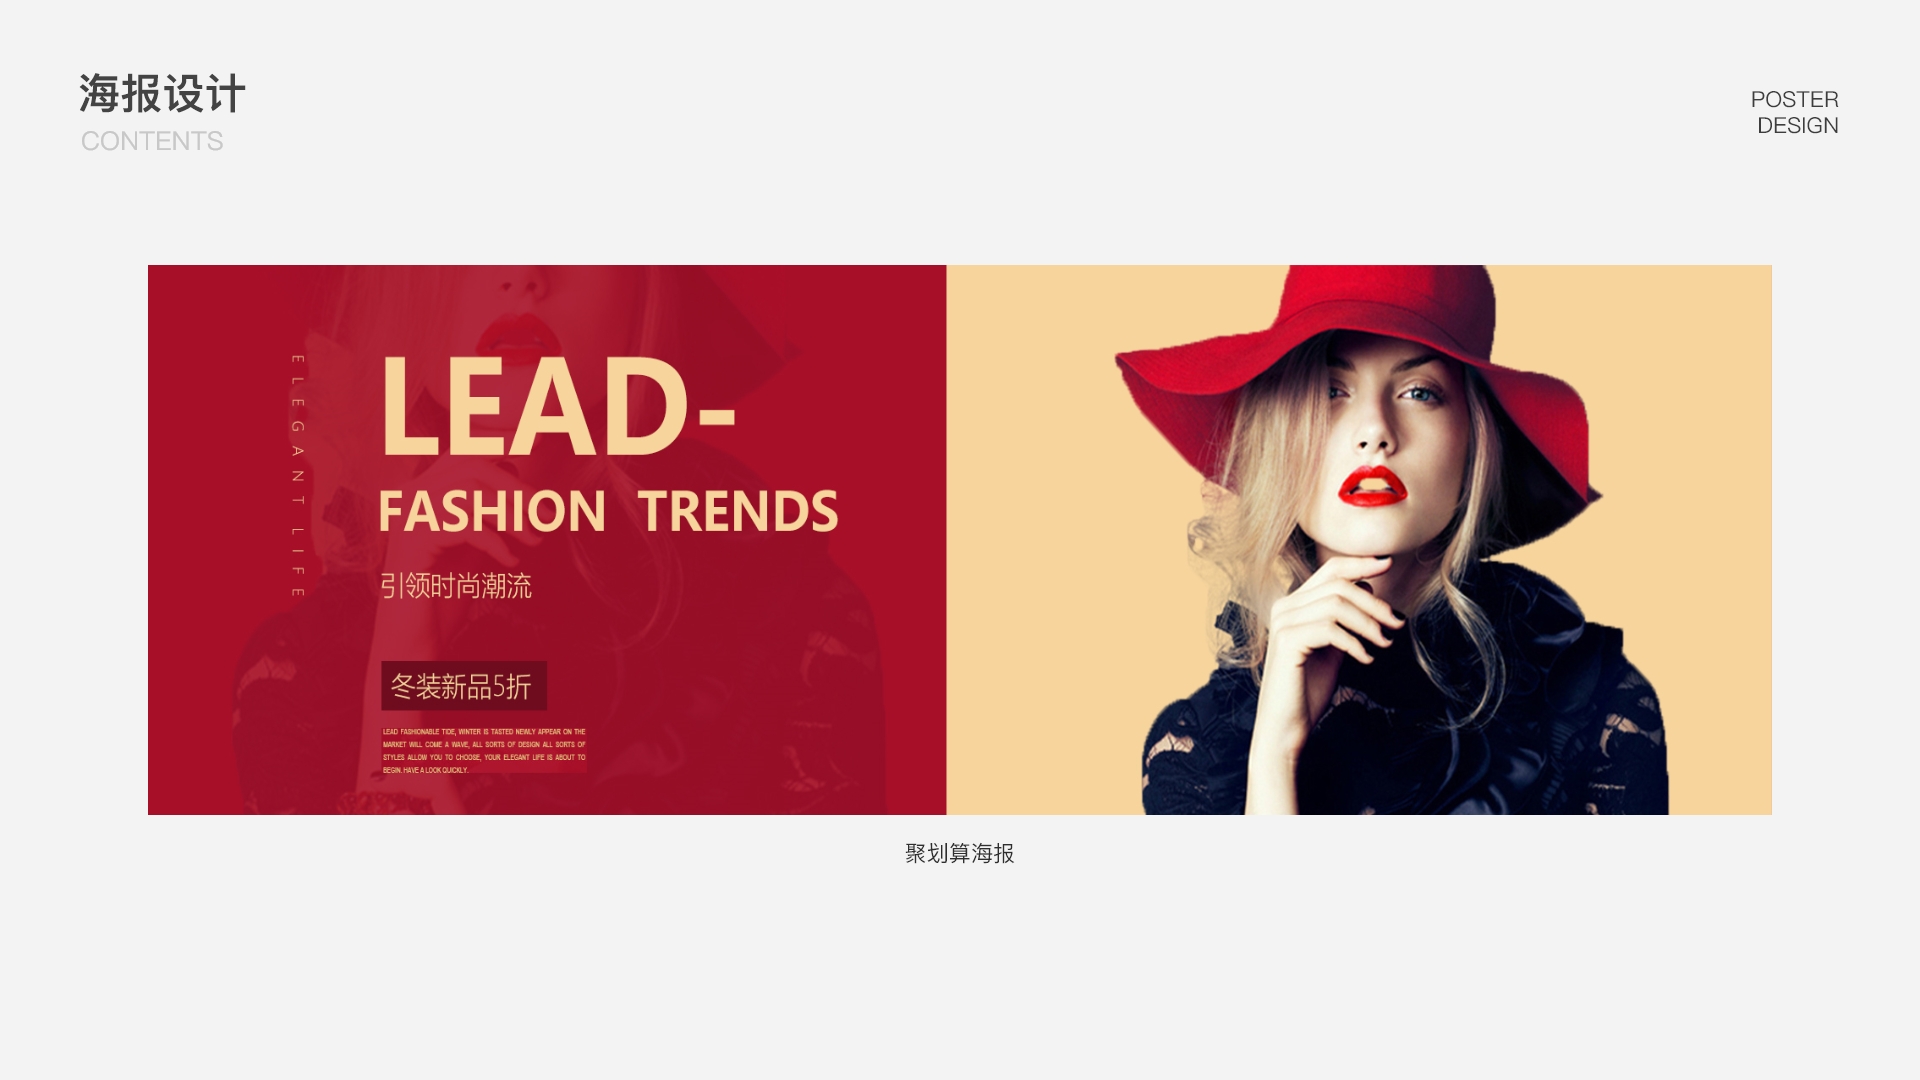 海报设计
CONTENTS
POSTER
DESIGN
ELEGANT LIFE
LEAD-
FASHION TRENDS
引领时尚潮流
冬装新品5折
LEAD FASHIONABLE TIDE, WINTER IS TASTED NEWLY APPEAR ON THE
MARKET WILL COME A WAVE, ALL SORTS OF DESIGN ALL SORTS OF
STYLES ALLOW YOU TO CHOOSE, YOUR ELEGANT LIFE IS ABOUT TO
BEGIN. HAVE A LOOK QUICKLY.
聚划算海报